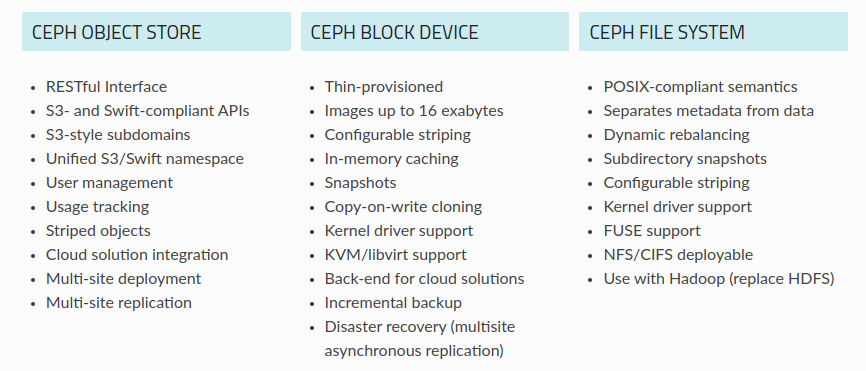 CEPH OBJECT STORE
RESTful Interface
S3- and Swift-compliant APIs
S3-style subdomains
Unified S3/Swift namespace
User management
Usage tracking
Striped objects
Cloud solution integration
Multi-site deployment
Multi-site replication
CEPH BLOCK DEVICE
Thin-provisioned
Images up to 16 exabytes
Configurable striping
In-memory caching
Snapshots
Copy-on-write cloning
Kernel driver support
KVM/libvirt support
Back-end for cloud solutions
Incremental backup
Disaster recovery (multisite
asynchronous replication)
CEPH FILE SYSTEM
POSIX-compliant semantics
Separates metadata from data
Dynamic rebalancing
Subdirectory snapshots
Configurable striping
Kernel driver support
FUSE support
NFS/CIFS deployable
Use with Hadoop (replace HDFS)